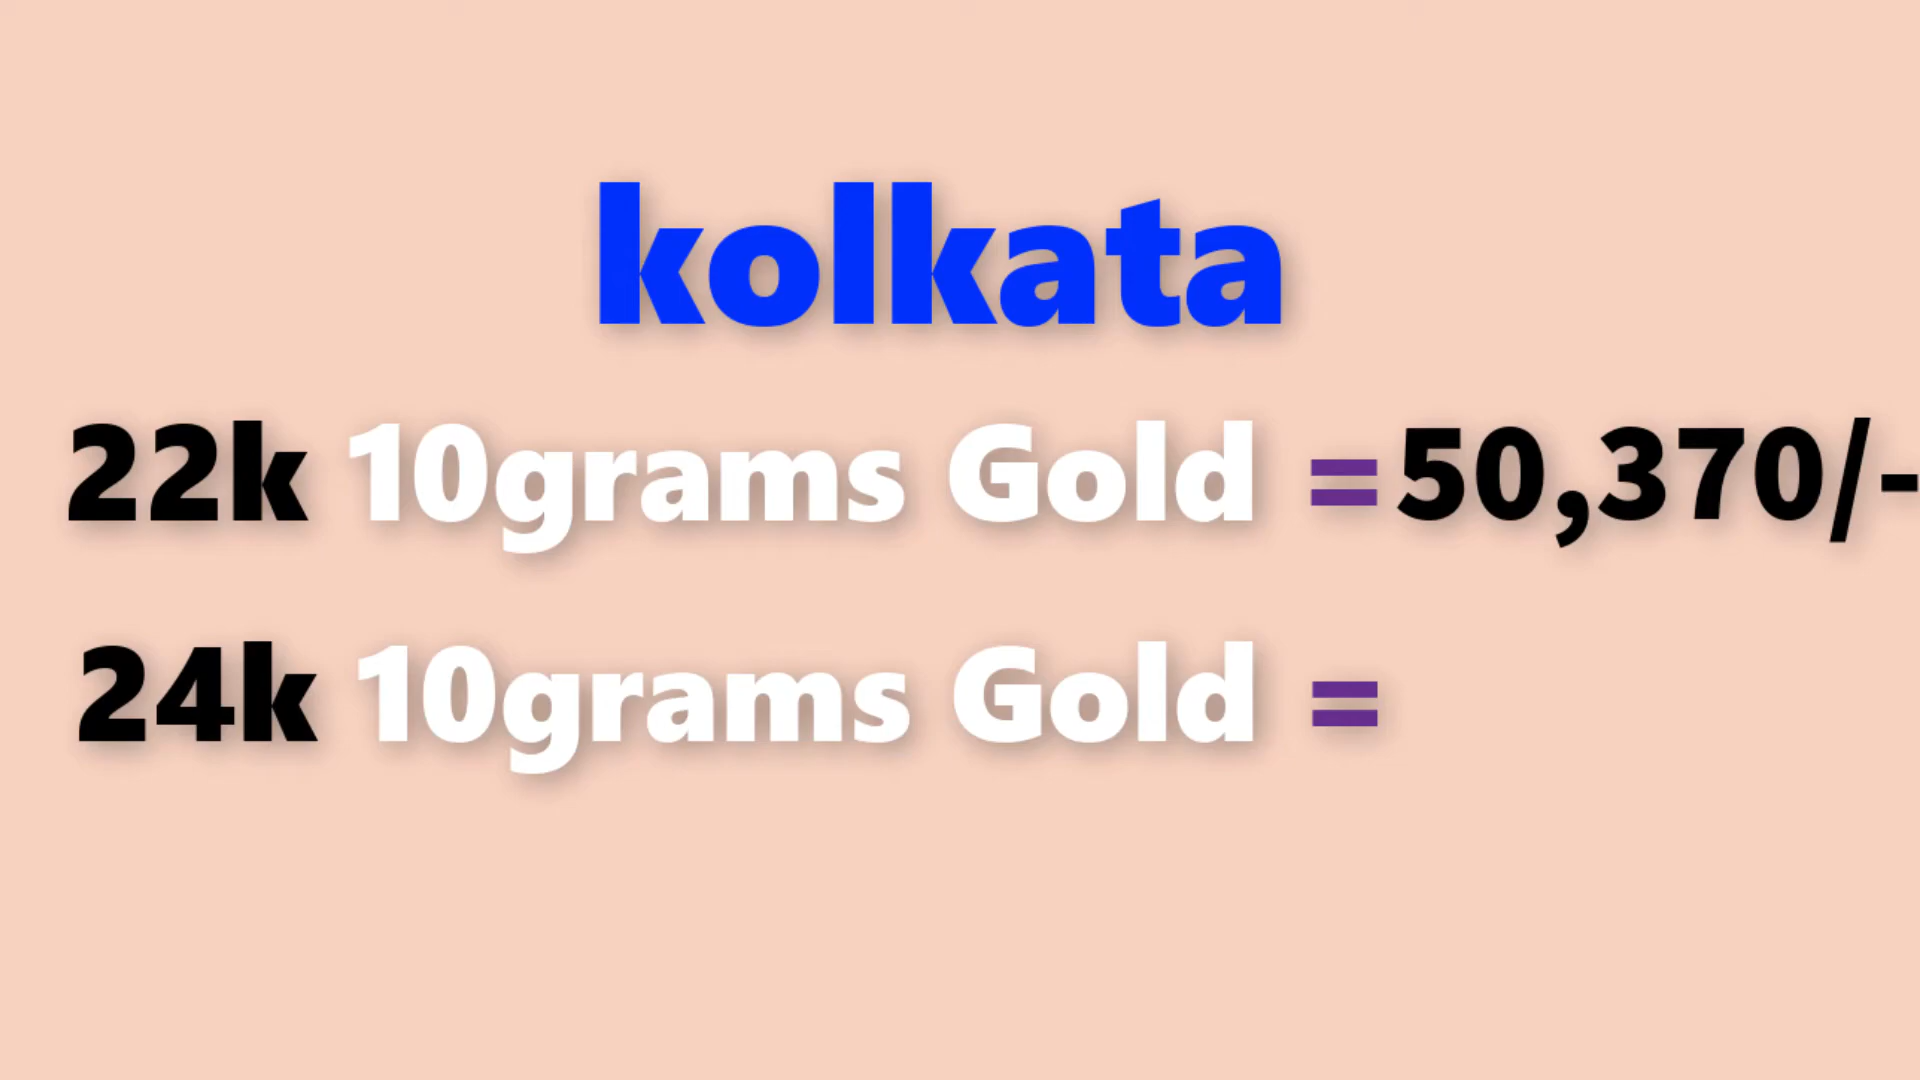 kolkata
22k 10grams Gold =50,370/-
24k 10grams Gold =